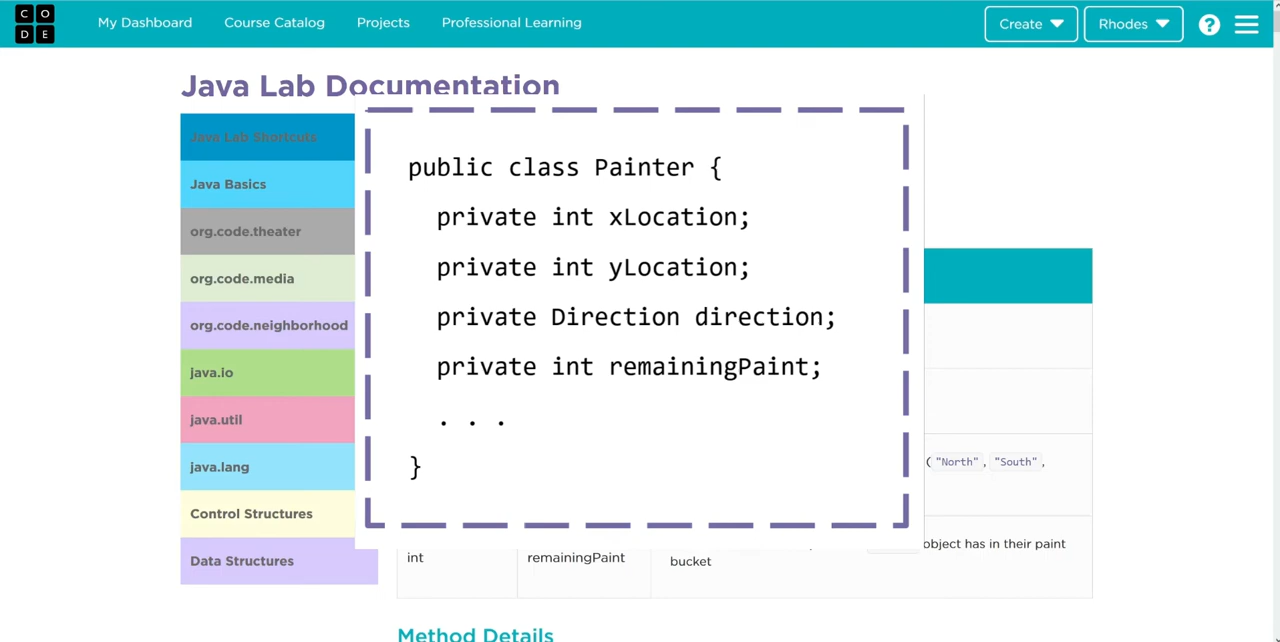 CODE
My Dashboard
Course Catalog
Projects
Professional Learning
Create
Rhodes
?
Java Lab Documentation
Java Lab Shortcuts
Java Basics
org.code.theater
org.code.media
org.code.neighborhood
java.io
java.util
java.lang
Control Structures
Data Structures
public class Painter {
private int xLocation;
private int yLocation;
private Direction direction;
private int remainingPaint;
. . .
}
( "North", "South",
object has in their paint
int remainingPaint bucket
Method Details